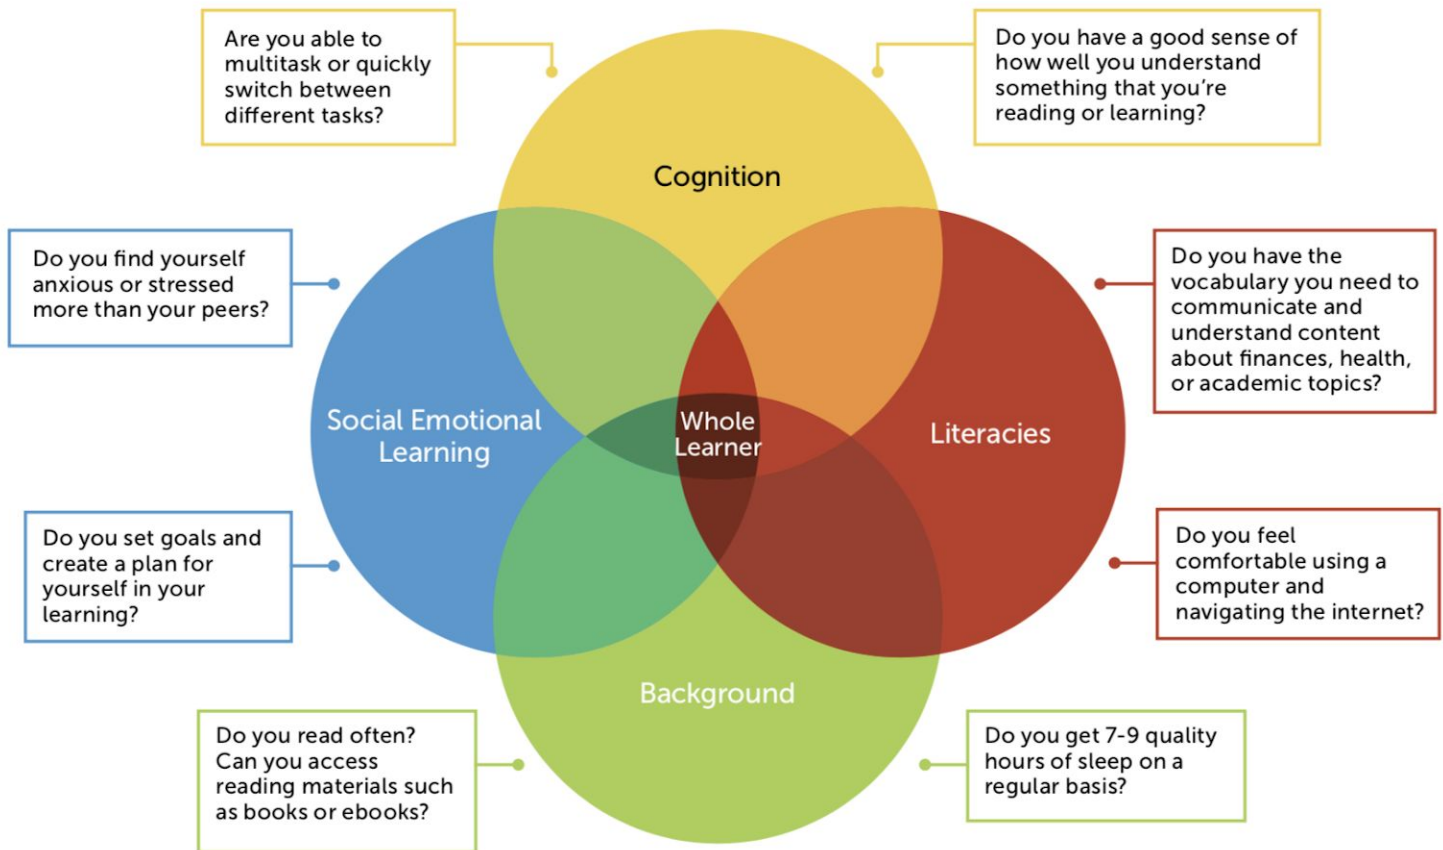 Are you able to
multitask or quickly
switch between
different tasks?
Do you have a good sense of
how well you understand
something that you’re
reading or learning?
Cognition
Do you find yourself
anxious or stressed
more than your peers?
Do you have the
vocabulary you need to
communicate and
understand content
about finances, health,
or academic topics?
Social Emotional
Learning
Whole
Learner
Literacies
Do you set goals and
create a plan for
yourself in your
learning?
Do you feel
comfortable using a
computer and
navigating the internet?
Background
Do you read often?
Can you access
reading materials such
as books or ebooks?
Do you get 7-9 quality
hours of sleep on a
regular basis?